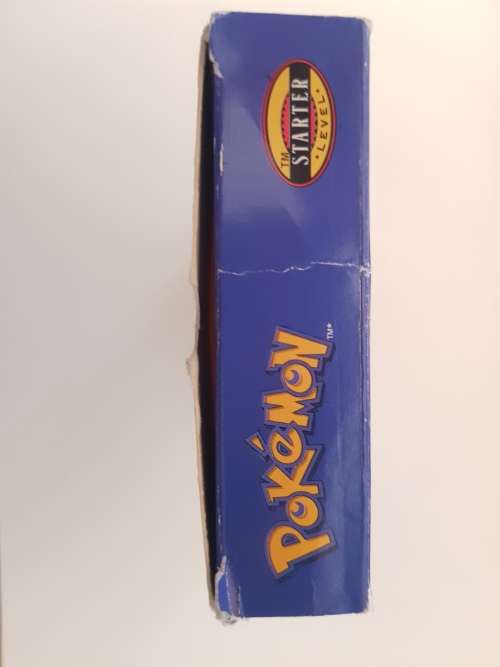 POKéMON
TM*
TM
STARTER
• LEVEL •